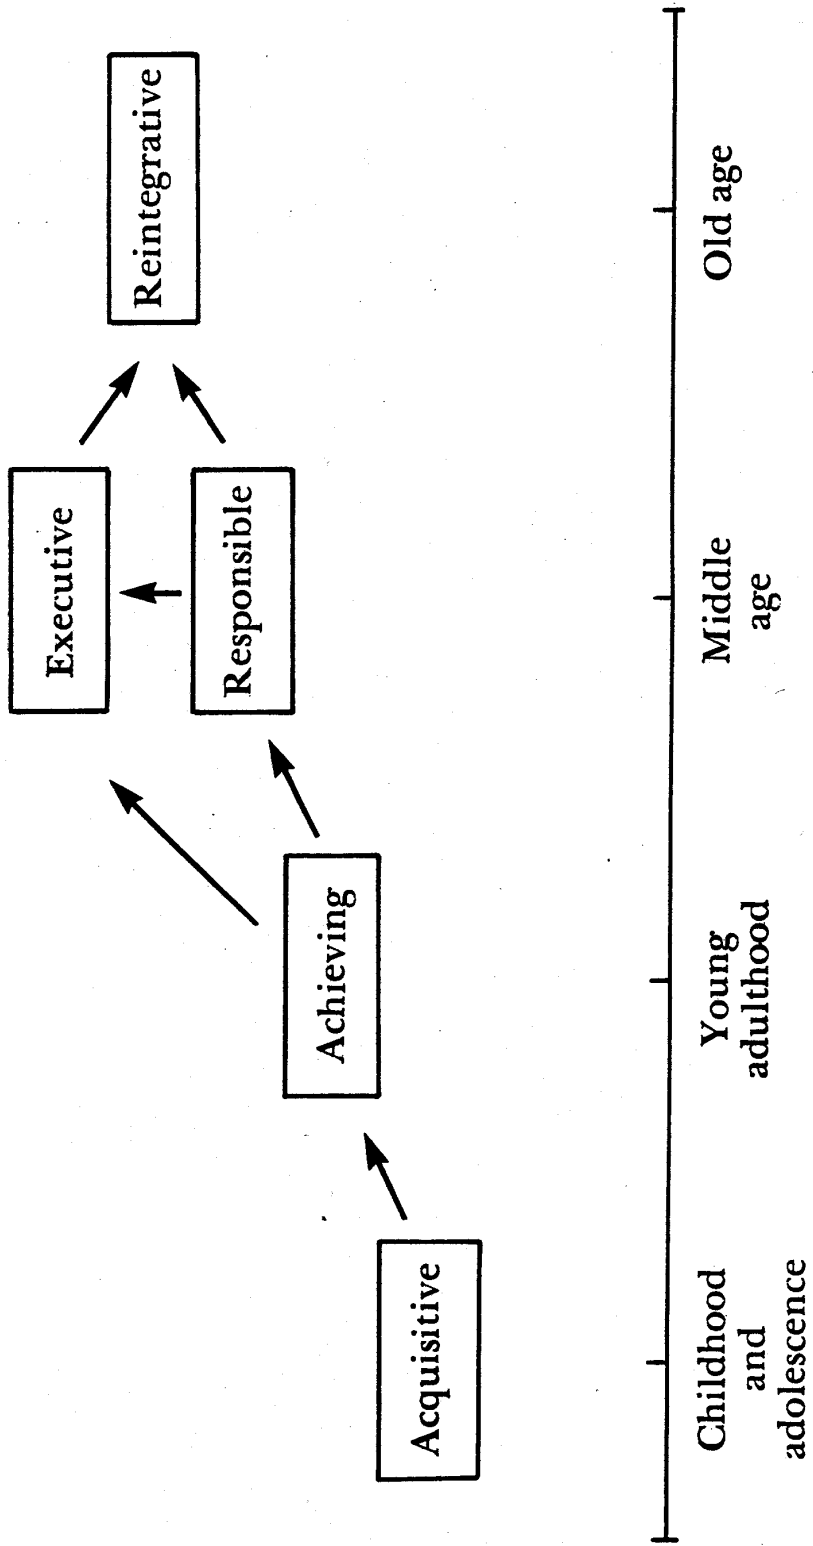 Executive
Reintegrative
Responsible
Achieving
Acquisitive
Childhood
and
adolescence
Young
adulthood
Middle
age
Old age